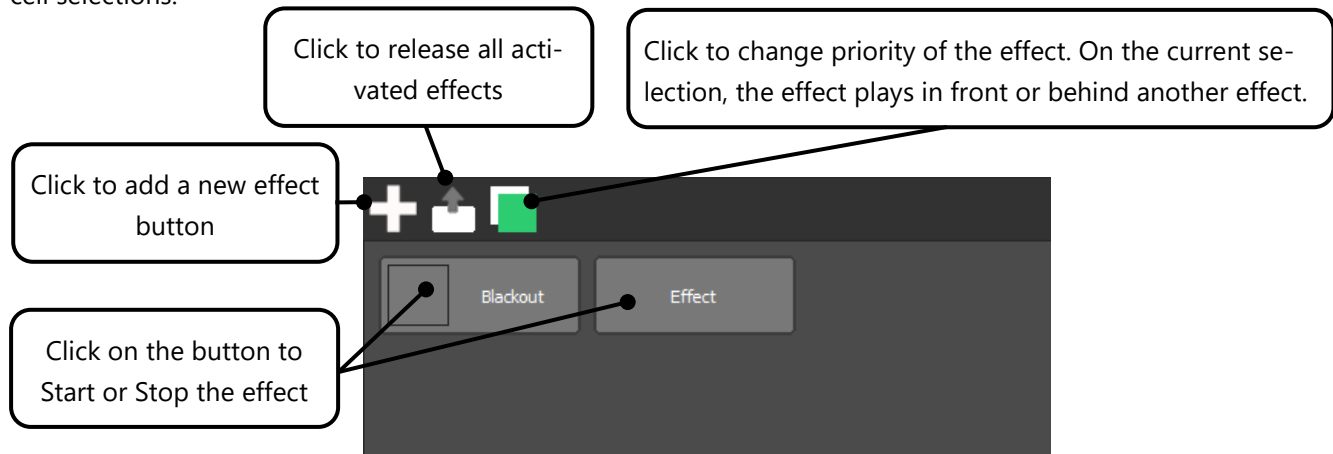 cell selections.
Click to release all acti-
vated effects
Click to change priority of the effect. On the current se-
lection, the effect plays in front or behind another effect.
Click to add a new effect
button
Blackout
Effect
Click on the button to
Start or Stop the effect